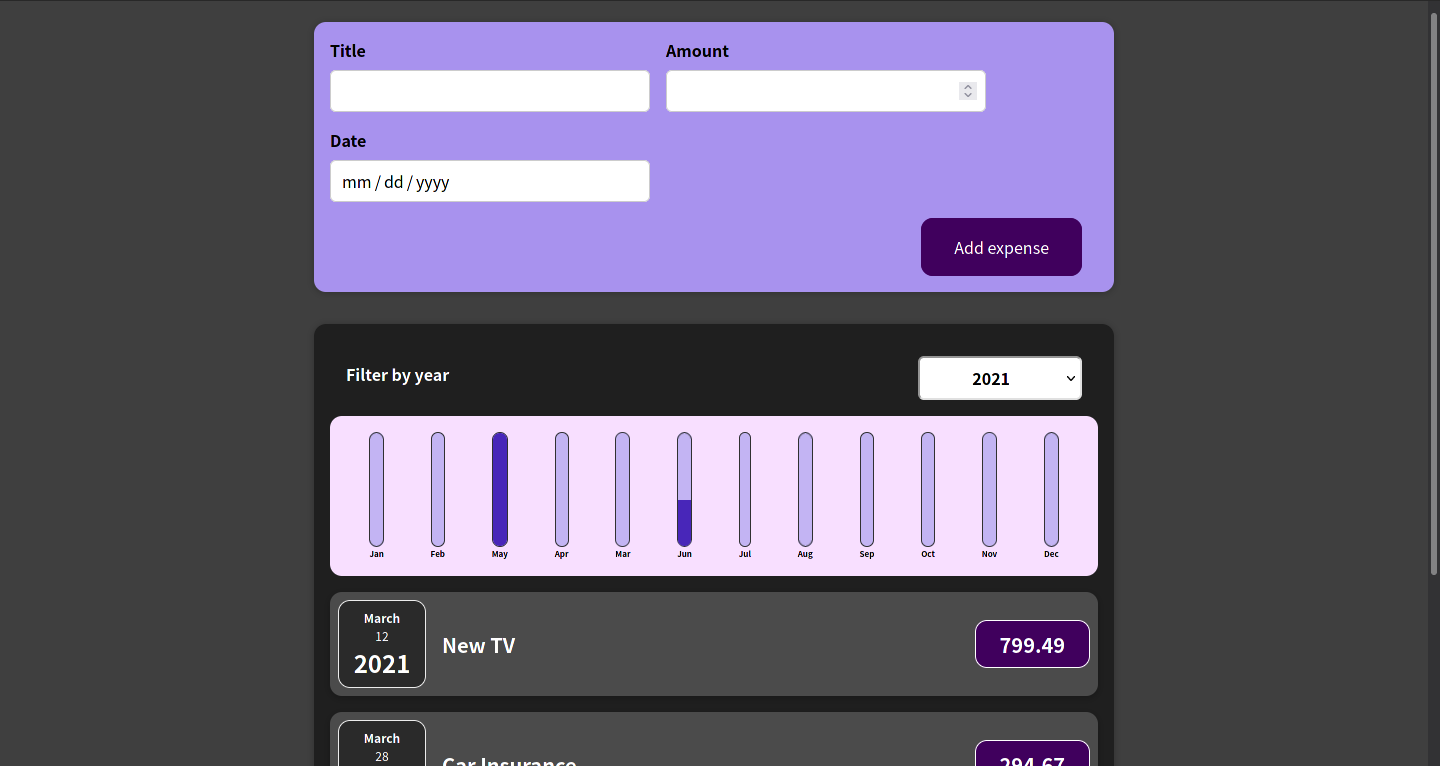 Title Amount
Date
mm / dd / yyyy
Add expense
Filter by year 2021
Jan Feb May Apr Mar Jun Jul Aug Sep Oct Nov Dec
March
12
2021
New TV
799.49
March
28
Car Insurance
294.67